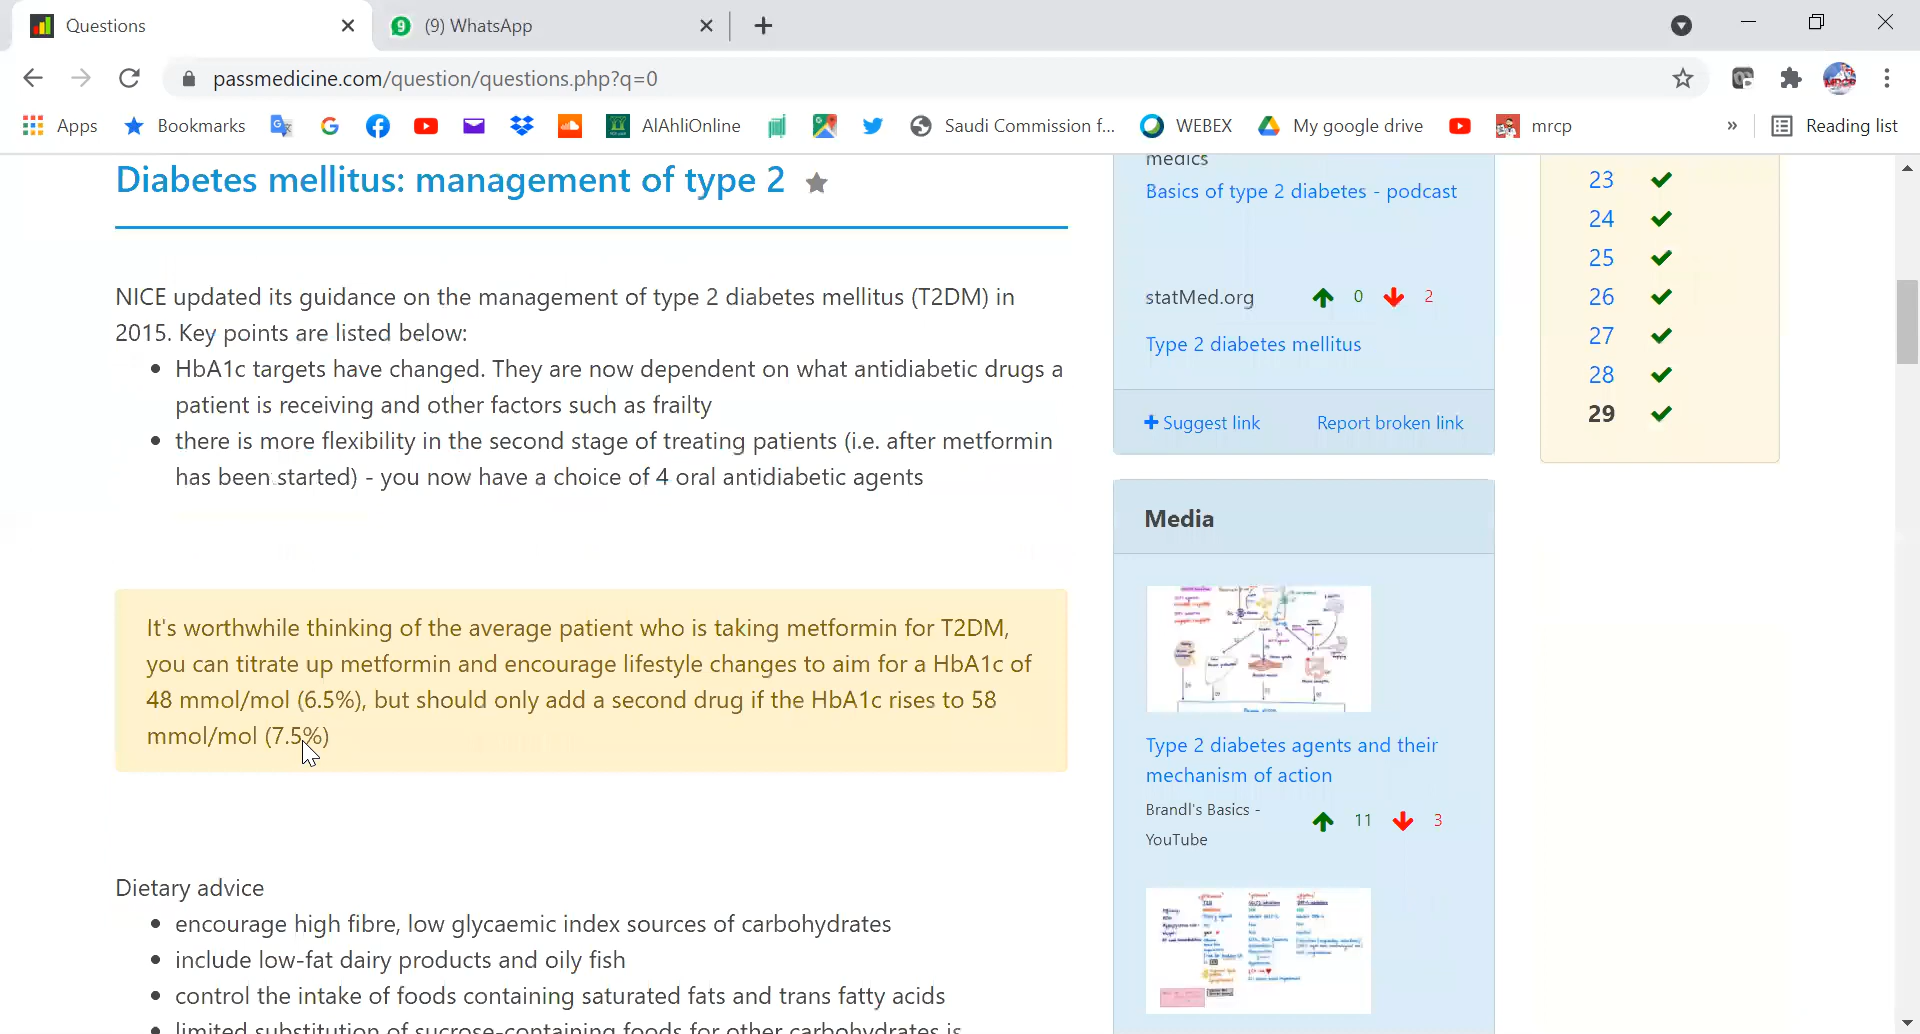 Questions
9 (9) WhatsApp
passmedicine.com/question/questions.php?q=0
Apps Bookmarks AlAhliOnline Saudi Commission f... WEBEX My google drive mrcp » Reading list
Diabetes mellitus: management of type 2
NICE updated its guidance on the management of type 2 diabetes mellitus (T2DM) in
2015. Key points are listed below:
• HbA1c targets have changed. They are now dependent on what antidiabetic drugs a
patient is receiving and other factors such as frailty
• there is more flexibility in the second stage of treating patients (i.e. after metformin
has been started) - you now have a choice of 4 oral antidiabetic agents
It's worthwhile thinking of the average patient who is taking metformin for T2DM,
you can titrate up metformin and encourage lifestyle changes to aim for a HbA1c of
48 mmol/mol (6.5%), but should only add a second drug if the HbA1c rises to 58
mmol/mol (7.5%)
Dietary advice
• encourage high fibre, low glycaemic index sources of carbohydrates
• include low-fat dairy products and oily fish
• control the intake of foods containing saturated fats and trans fatty acids
• limited substitution of sucrose-containing foods for other carbohydrates is
medics
Basics of type 2 diabetes - podcast
statMed.org 0 2
Type 2 diabetes mellitus
Suggest link Report broken link
Media
Type 2 diabetes agents and their
mechanism of action
Brandl's Basics - 
YouTube
11 3
23
24
25
26
27
28
29